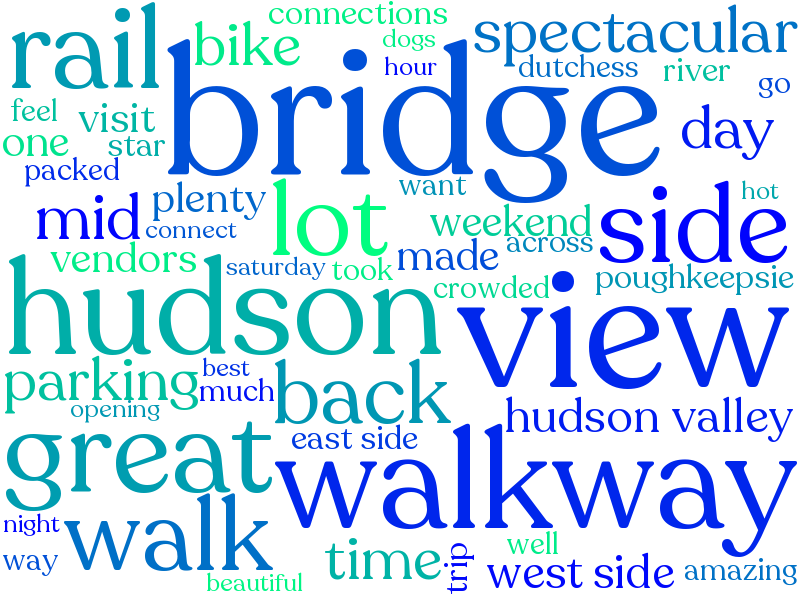 connections
rail
bike
dogs
spectacular
hour
dutchess
river
bridge
go
feel
visit
day
one
star
packed
want
hot
plenty
lot
side
mid
weekend
connect
across
made
vendors
saturday
took
poughkeepsie
crowded
hudson
view
best
parking
much
back
opening
hudson valley
great
east side
walkway
night
walk
well
time
way
trip
west side
amazing
beautiful